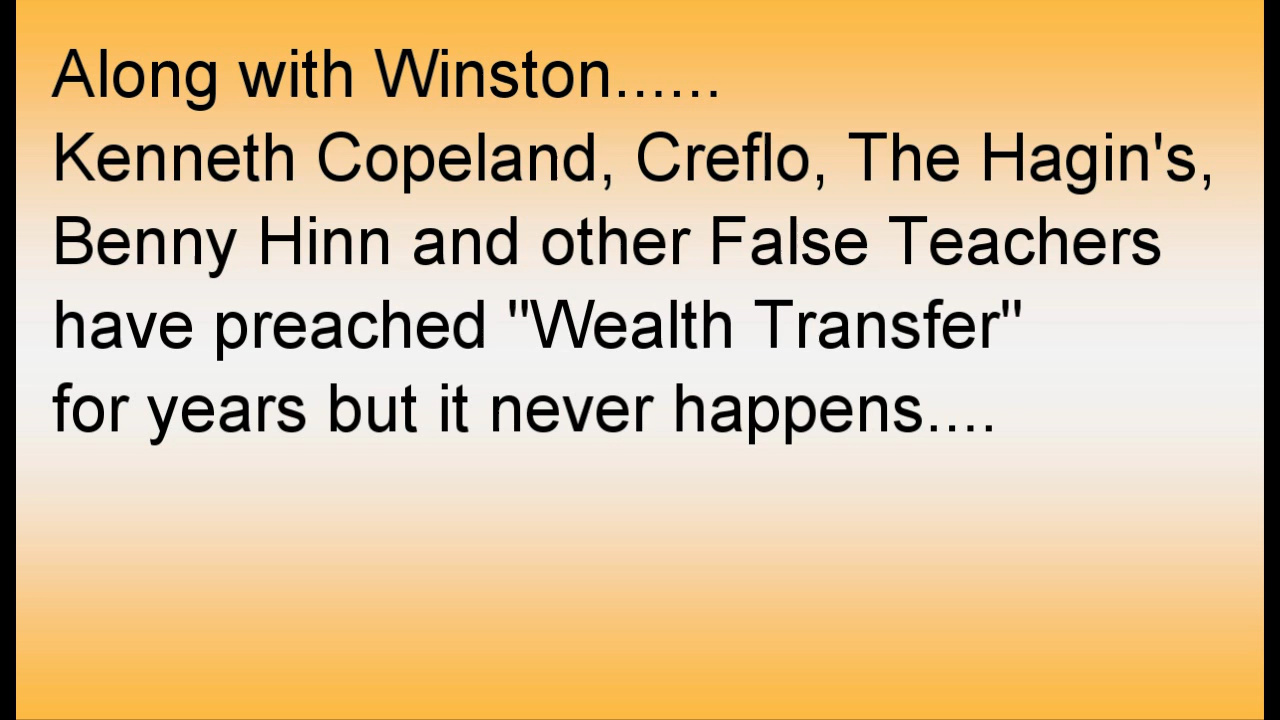 Along with Winston......
Kenneth Copeland, Creflo, The Hagin's,
Benny Hinn and other False Teachers
have preached "Wealth Transfer"
for years but it never happens....